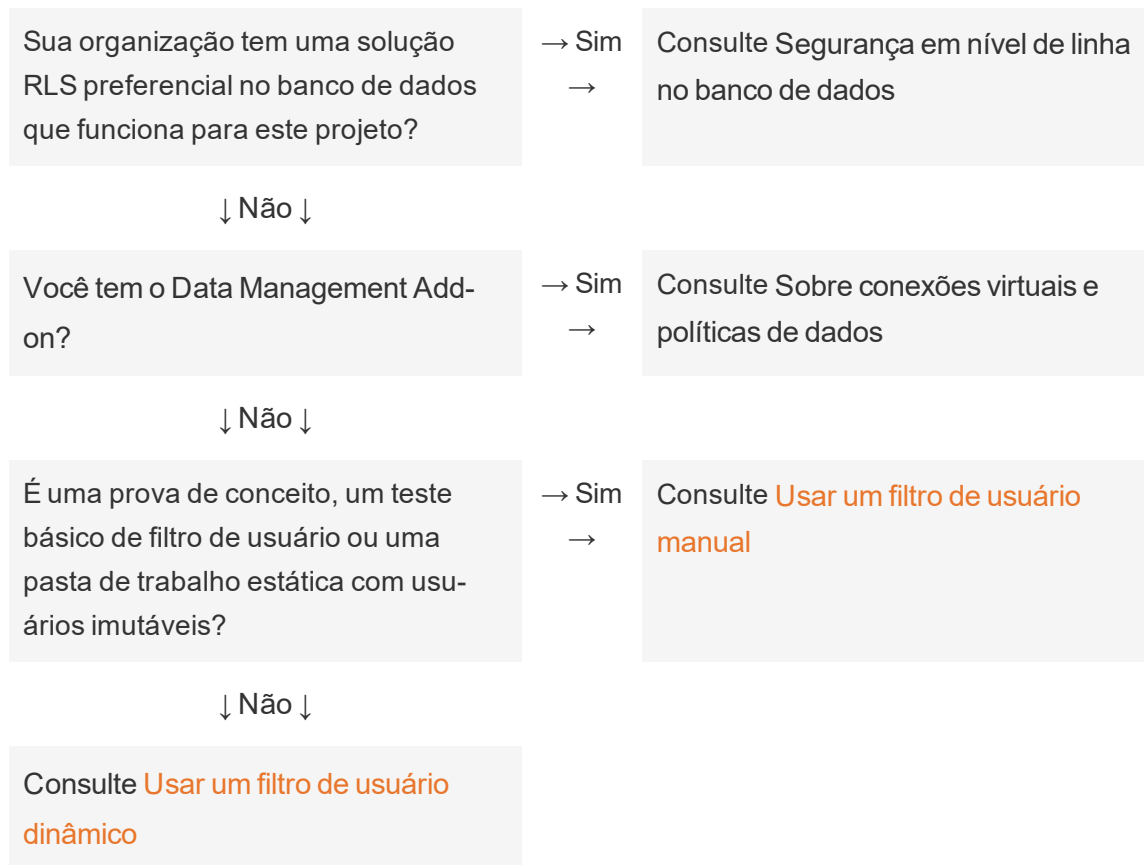 Sua organização tem uma solução
RLS preferencial no banco de dados
que funciona para este projeto?
→ Sim
→
Consulte Segurança em nível de linha
no banco de dados
↓ Não ↓
Você tem o Data Management Add-
on?
→ Sim
→
Consulte Sobre conexões virtuais e
políticas de dados
↓ Não ↓
É uma prova de conceito, um teste
básico de filtro de usuário ou uma
pasta de trabalho estática com usu-
ários imutáveis?
→ Sim
→
Consulte Usar um filtro de usuário
manual
↓ Não ↓
Consulte Usar um filtro de usuário
dinâmico